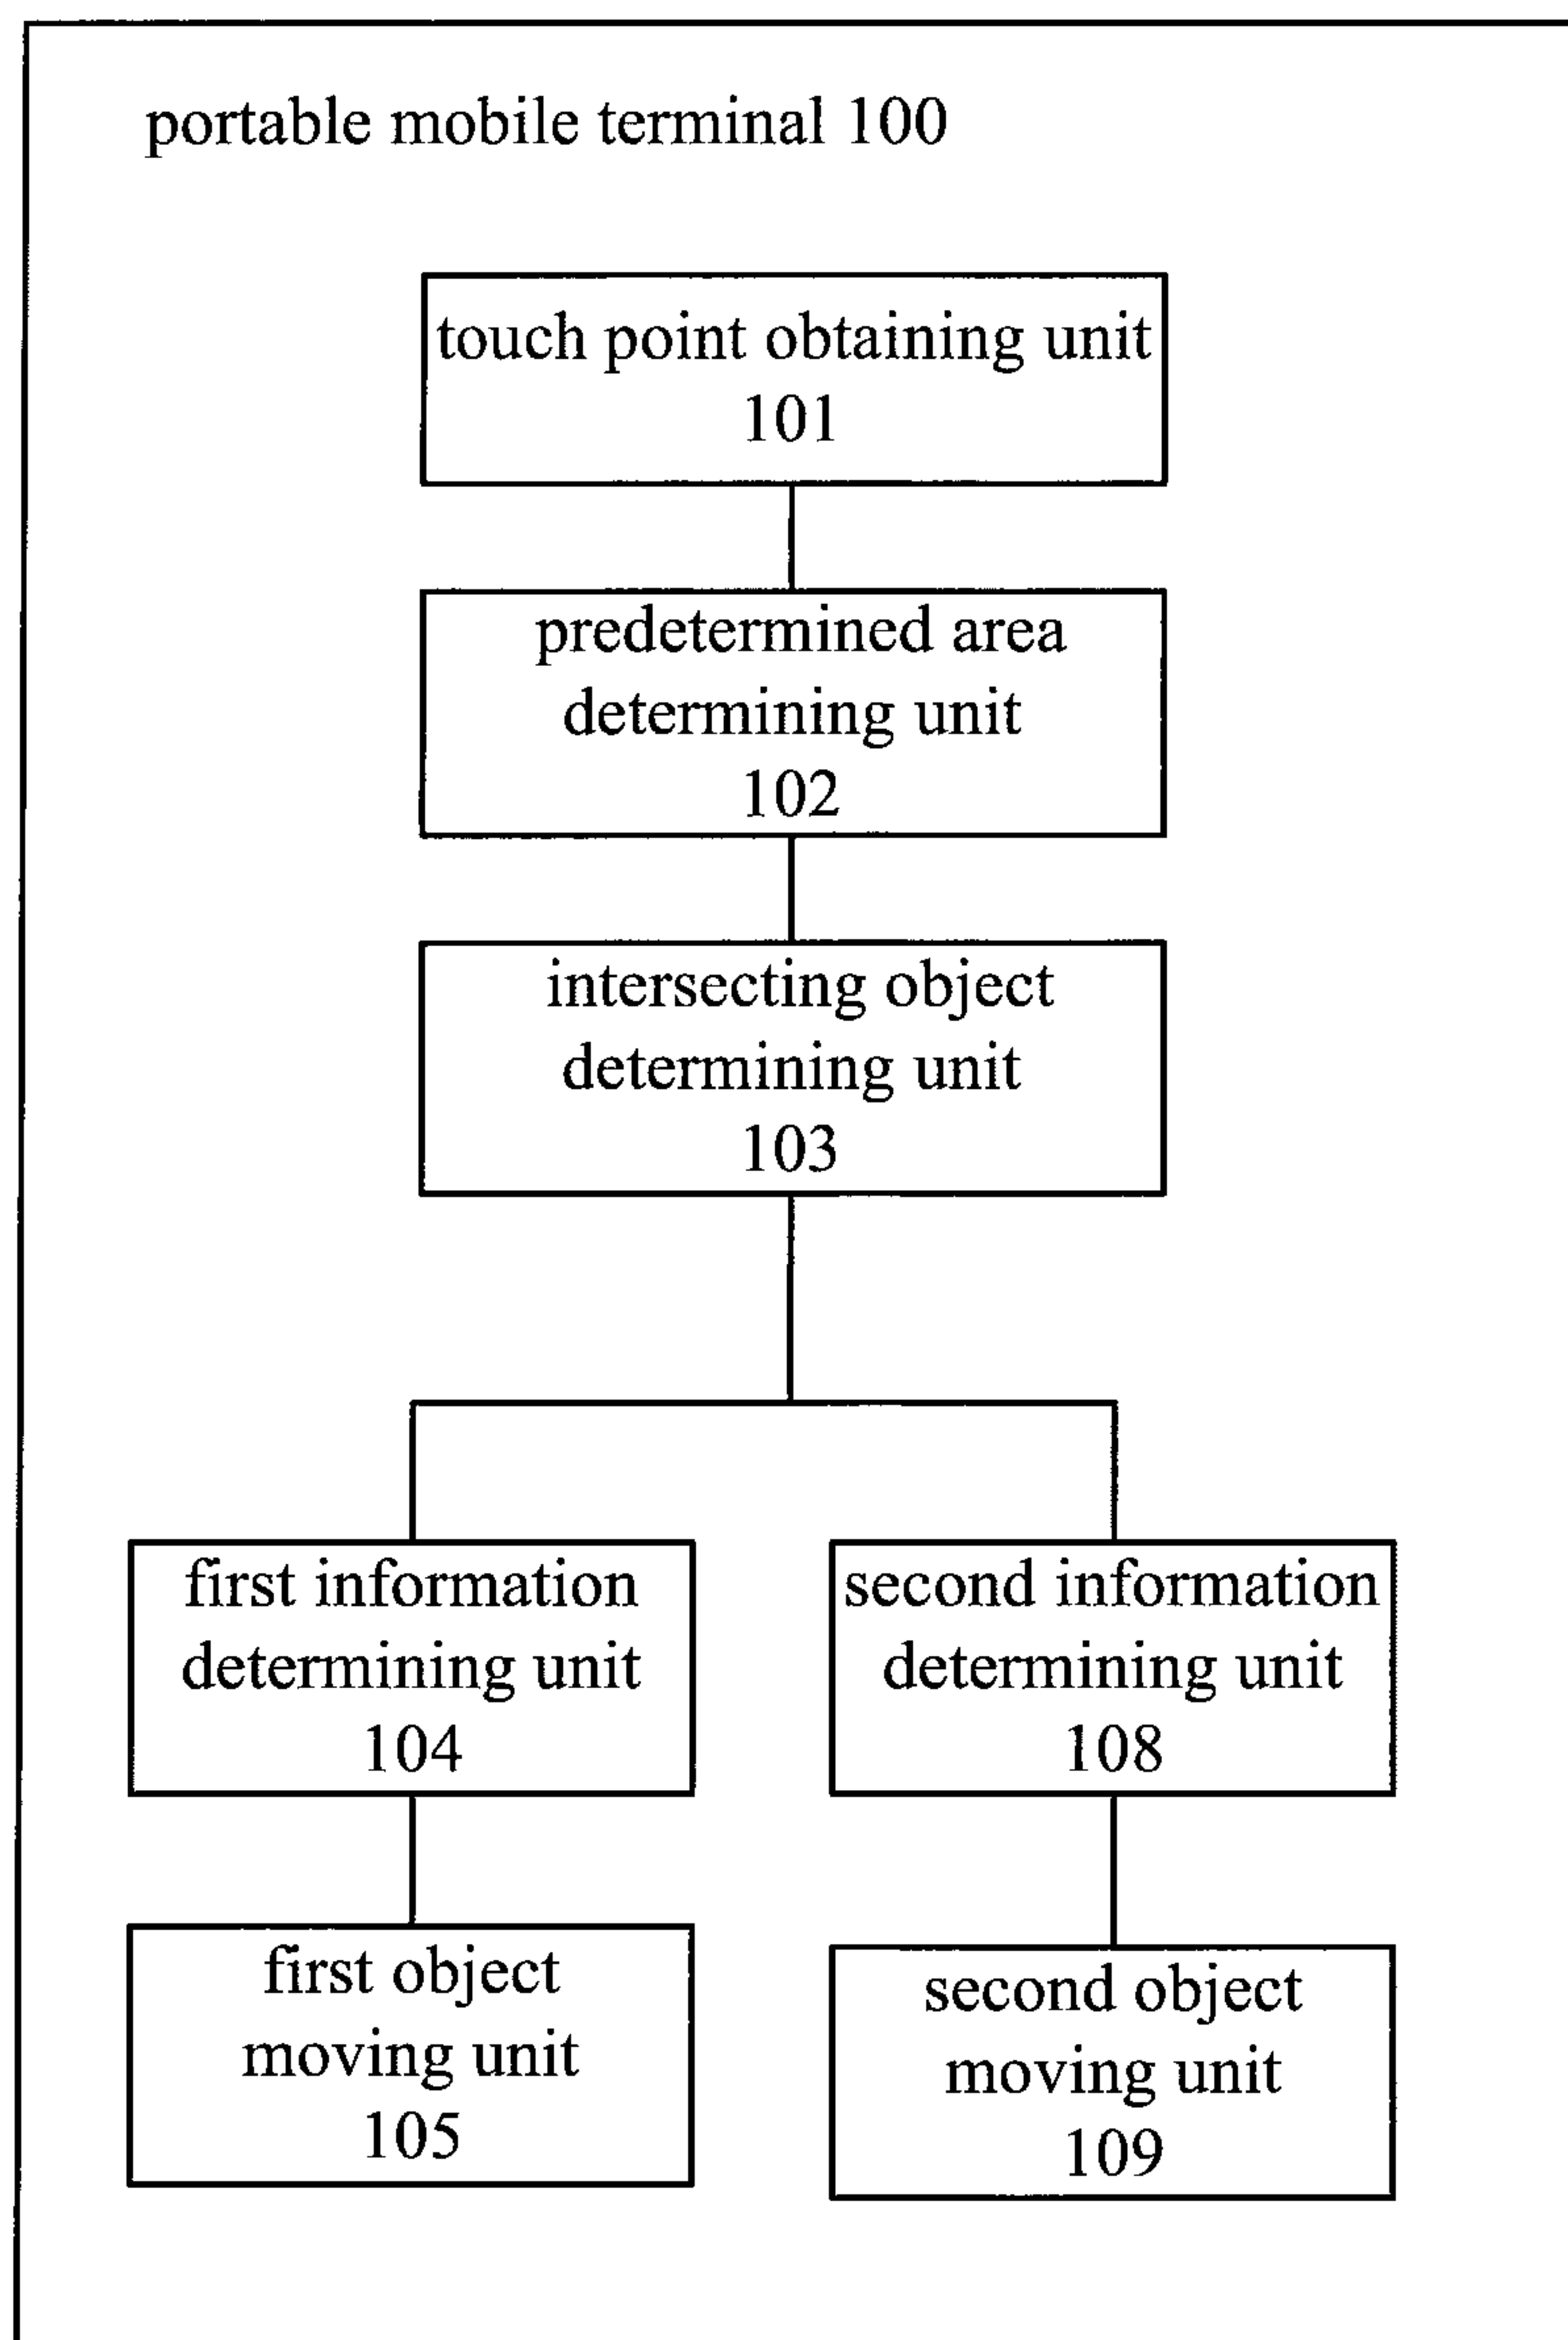 portable mobile terminal 100
touch point obtaining unit
101
predetermined area
determining unit
102
intersecting object
determining unit
103
first information
determining unit
104
second information
determining unit
108
first object
moving unit
105
second object
moving unit
109